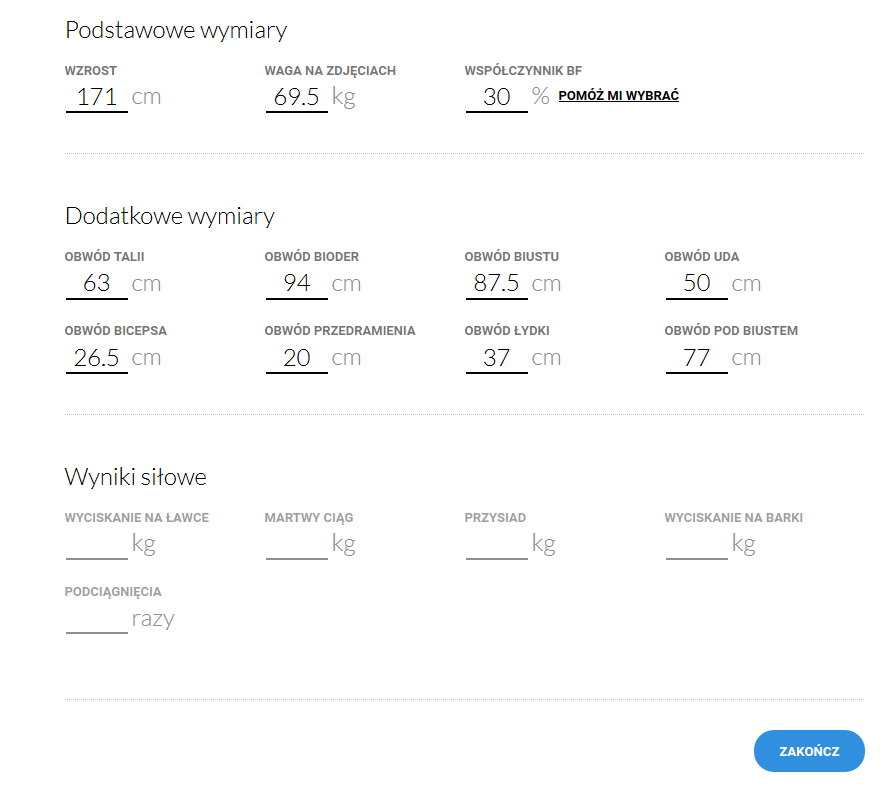 Podstawowe wymiary
WZROST WAGA NA ZDJĘCIACH WSPÓŁCZYNNIK BF
171 cm 69.5 kg 30 % POMÓŻ MI WYBRAĆ
Dodatkowe wymiary
OBWÓD TALII OBWÓD BIODER OBWÓD BIUSTU OBWÓD UDA
63 cm 94 cm 87.5 cm 50 cm
OBWÓD BICEPSA OBWÓD PRZEDRAMIENIA OBWÓD ŁYDKI OBWÓD POD BIUSTEM
26.5 cm 20 cm 37 cm 77 cm
Wyniki siłowe
WYCISKANIE NA ŁAWCE MARTWY CIĄG PRZYSIAD WYCISKANIE NA BARKI
kg kg kg kg
PODCIĄGNIĘCIA
razy
ZAKOŃCZ